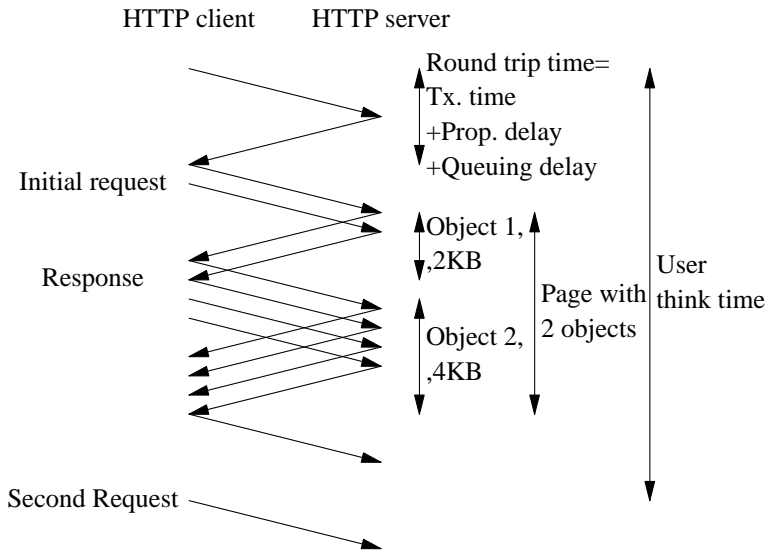 HTTP client
HTTP server
Round trip time=
Tx. time
+Prop. delay
+Queuing delay
Initial request
Object 1,
,2KB
Response
User
think time
Page with
2 objects
Object 2,
,4KB
Second Request